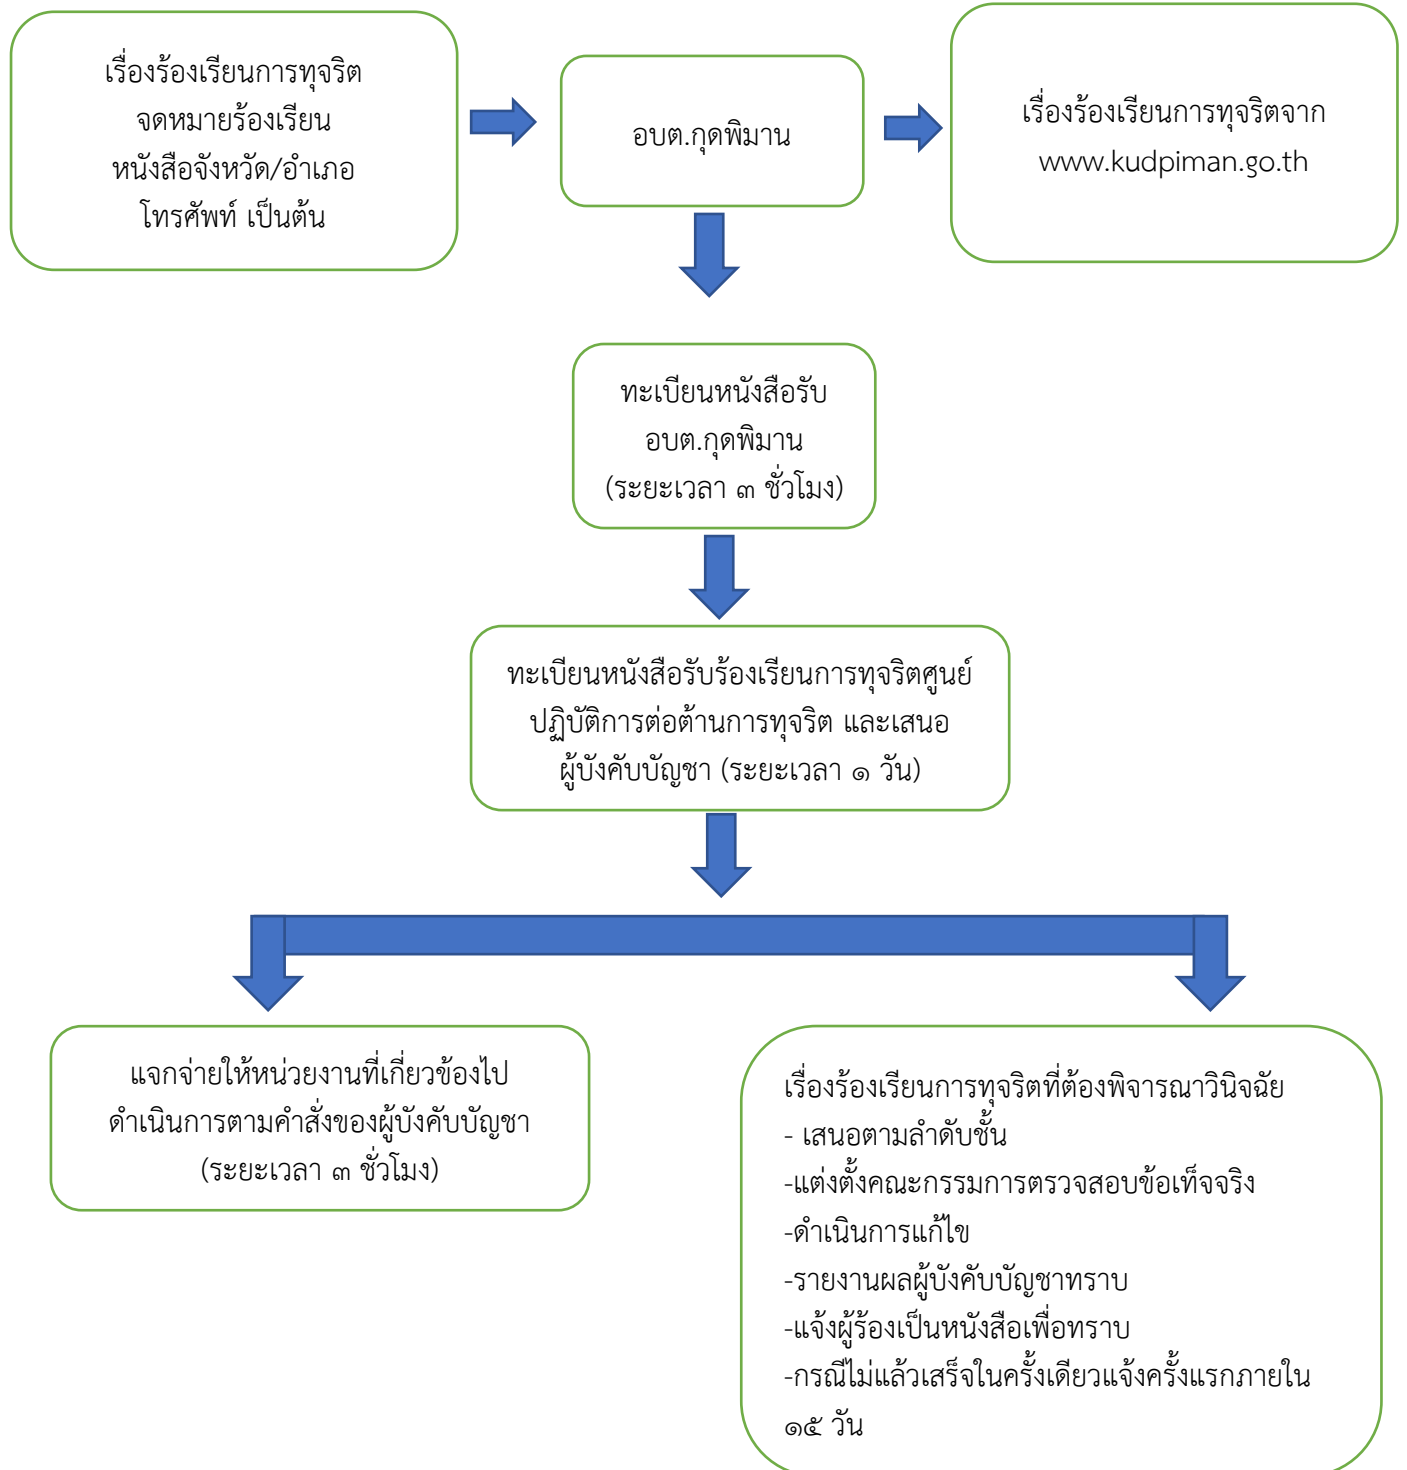 เรื่องร้องเรียนการทุจริต
จดหมายร้องเรียน
หนังสือจังหวัด/อำเภอ
โทรศัพท์ เป็นต้น
อบต.กุดพิมาน
เรื่องร้องเรียนการทุจริตจาก
www.kudpiman.go.th
ทะเบียนหนังสือรับ
อบต.กุดพิมาน
(ระยะเวลา ๓ ชั่วโมง)
ทะเบียนหนังสือรับร้องเรียนการทุจริตศูนย์
ปฏิบัติการต่อต้านการทุจริต และเสนอ
ผู้บังคับบัญชา (ระยะเวลา ๑ วัน)
แจกจ่ายให้หน่วยงานที่เกี่ยวข้องไป
ดำเนินการตามคำสั่งของผู้บังคับบัญชา
(ระยะเวลา ๓ ชั่วโมง)
เรื่องร้องเรียนการทุจริตที่ต้องพิจารณาวินิจฉัย
- เสนอตามลำดับชั้น
-แต่งตั้งคณะกรรมการตรวจสอบข้อเท็จจริง
-ดำเนินการแก้ไข
-รายงานผลผู้บังคับบัญชาทราบ
-แจ้งผู้ร้องเป็นหนังสือเพื่อทราบ
-กรณีไม่แล้วเสร็จในครั้งเดียวแจ้งครั้งแรกภายใน
๑๕ วัน